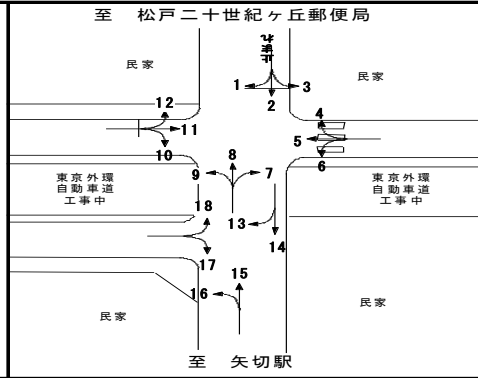 至 松戸二十世紀ヶ丘郵便局
民家
止まれ
民家
1
2
3
12
11
10
4
5
6
8
9
7
東京外環
自動車道
工事中
東京外環
自動車道
工事中
18
13
14
17
15
16
民家
民家
至 矢切駅